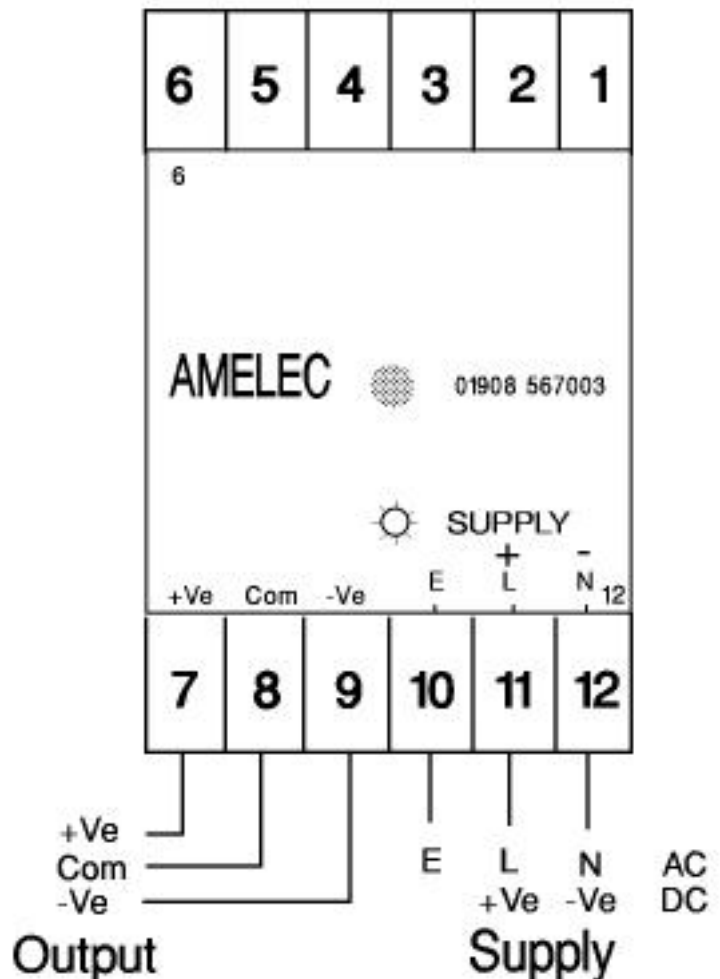 6 5 4 3 2 1
6
AMELEC 01908 567003
SUPPLY
+ -
+Ve Com -Ve E L N 12
7 8 9 10 11 12
+Ve
Com
-Ve
E L N AC
+Ve -Ve DC
Output Supply